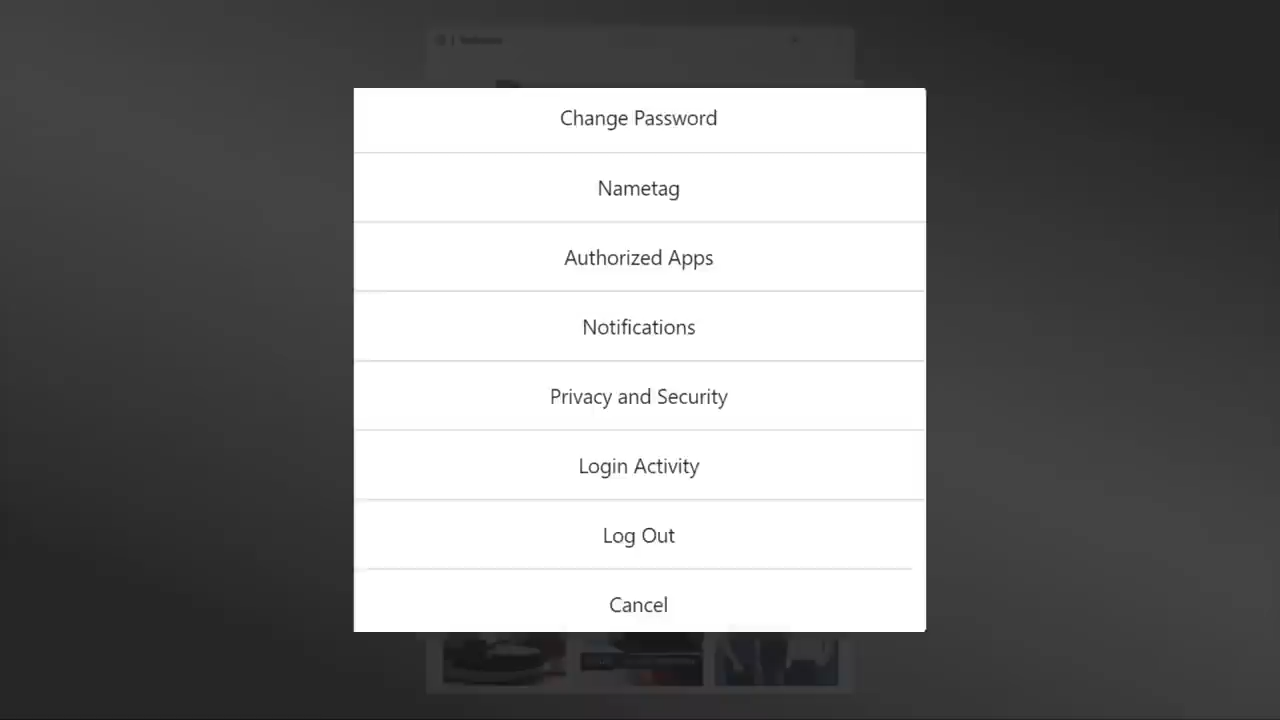 Change Password
Nametag
Authorized Apps
Notifications
Privacy and Security
Login Activity
Log Out
Cancel